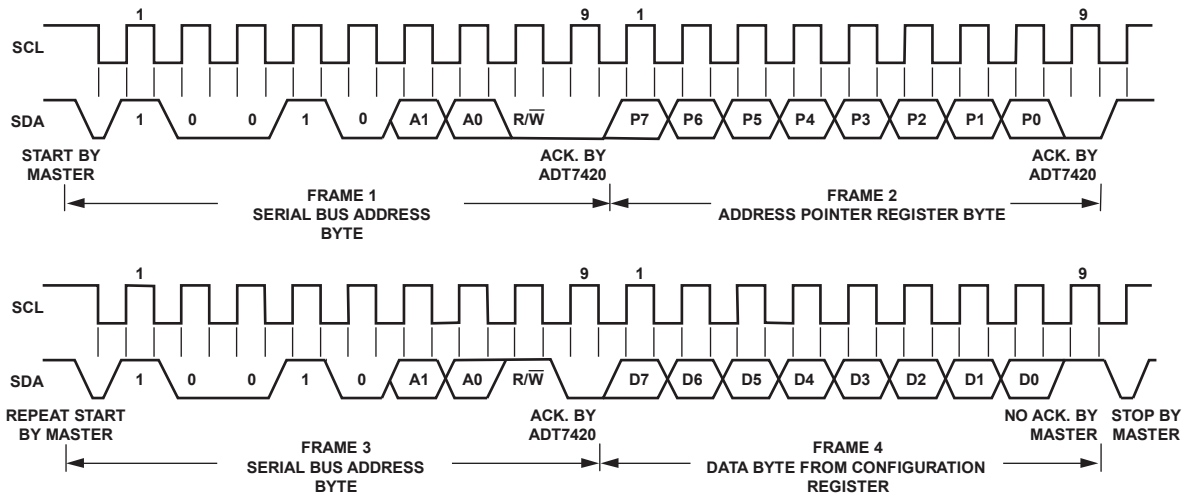 1 9 1 9
SCL
SDA 1 0 0 1 0 A1 A0 R/W̅ P7 P6 P5 P4 P3 P2 P1 P0
START BY MASTER
ACK. BY ADT7420
ACK. BY ADT7420
FRAME 1
SERIAL BUS ADDRESS
BYTE
FRAME 2
ADDRESS POINTER REGISTER BYTE
1 9 1 9
SCL
SDA 1 0 0 1 0 A1 A0 R/W̅ D7 D6 D5 D4 D3 D2 D1 D0
REPEAT START
BY MASTER
ACK. BY
ADT7420
NO ACK. BY
MASTER
STOP BY
MASTER
FRAME 3
SERIAL BUS ADDRESS
BYTE
FRAME 4
DATA BYTE FROM CONFIGURATION
REGISTER